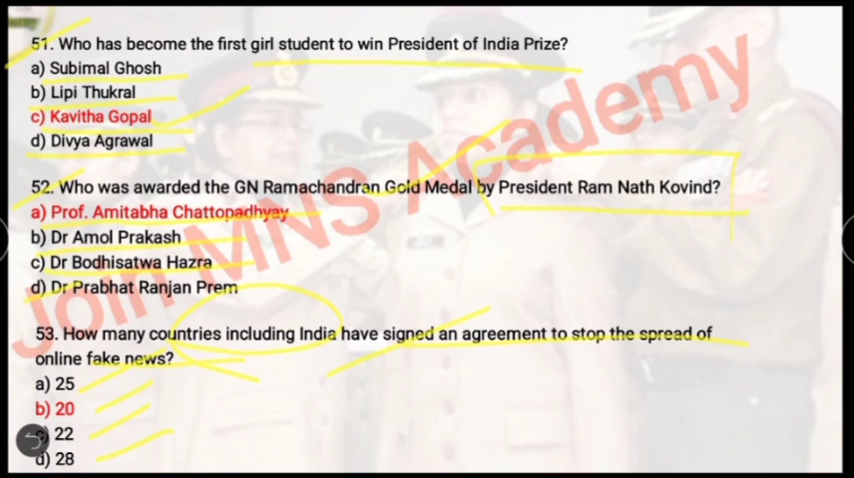 51. Who has become the first girl student to win President of India Prize?
a) Subimal Ghosh
b) Lipi Thukral
c) Kavitha Gopal
d) Divya Agrawal
52. Who was awarded the GN Ramachandran Gold Medal by President Ram Nath Kovind?
a) Prof. Amitabha Chattopadhyay
b) Dr Amol Prakash
c) Dr Bodhisatwa Hazra
d) Dr Prabhat Ranjan Prem
53. How many countries including India have signed an agreement to stop the spread of
online fake news?
a) 25
b) 20
c) 22
d) 28
Join MNS Academy